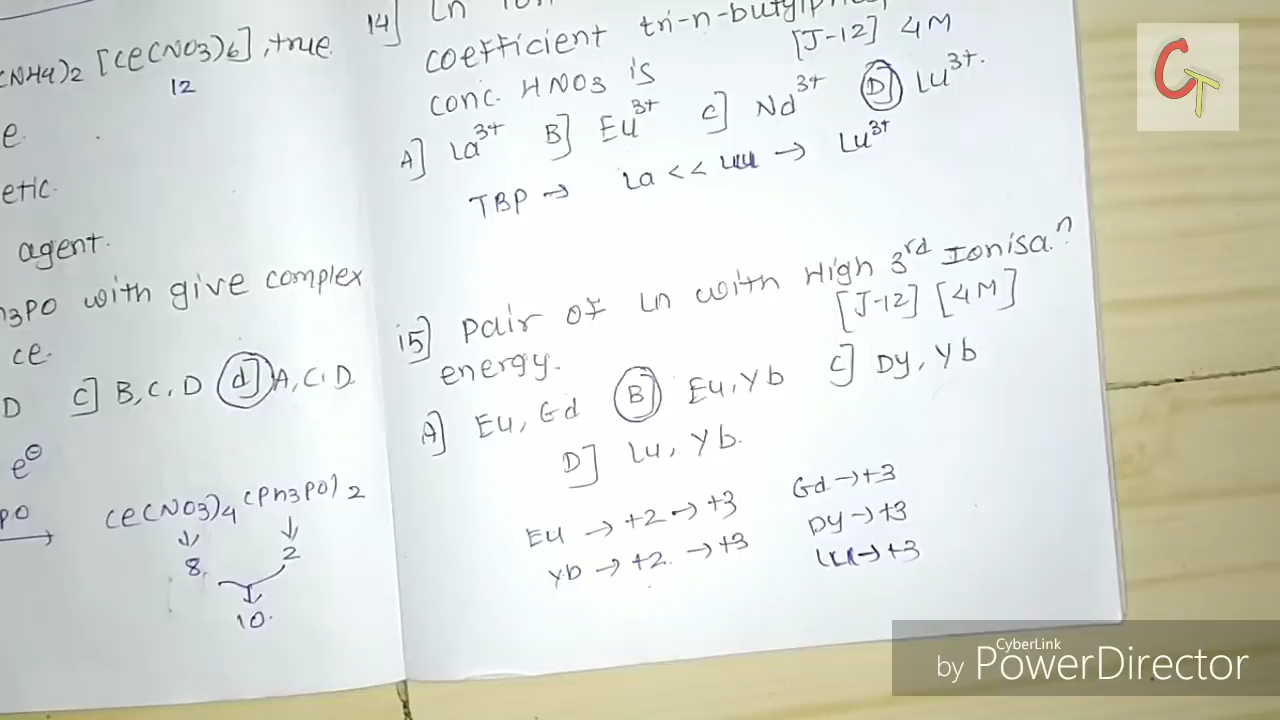 (NH4)2 [Ce(NO3)6], true.
12
e.
etic.
agent.
3PO with give complex
ce.
D C] B, C, D d] A, C, D
e⊖
PO
Ce(NO3)4 (Ph3PO)2
8 2
10.
14] Ln
coefficient tri-n-butyl
[J-12] 4M
conc. HNO3 is
A] La3+ B] Eu3+ C] Nd3+ D] Lu3+.
TBP → La << Lu → Lu3+
15] Pair of Ln with High 3rd Ionisa.n
energy. [J-12] [4M]
A] Eu, Gd B] Eu, Yb C] Dy, Yb
D] Lu, Yb.
Eu → +2 → +3 Gd → +3
Yb → +2 → +3 Dy → +3
Lu → +3
CT
CyberLink
by PowerDirector